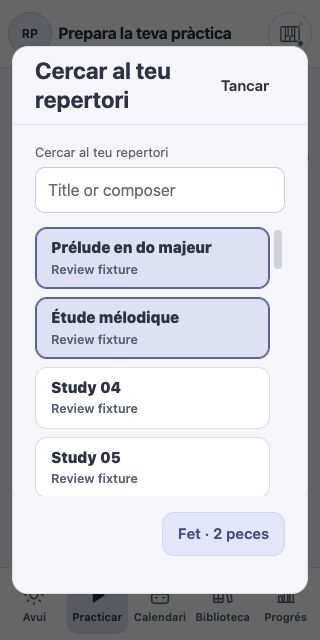 RP
Prepara la teva pràctica
Cercar al teu
repertori
Tancar
Cercar al teu repertori
Title or composer
Prélude en do majeur
Review fixture
Étude mélodique
Review fixture
Study 04
Review fixture
Study 05
Review fixture
Fet · 2 peces
Avui
Practicar
Calendari
Biblioteca
Progrés